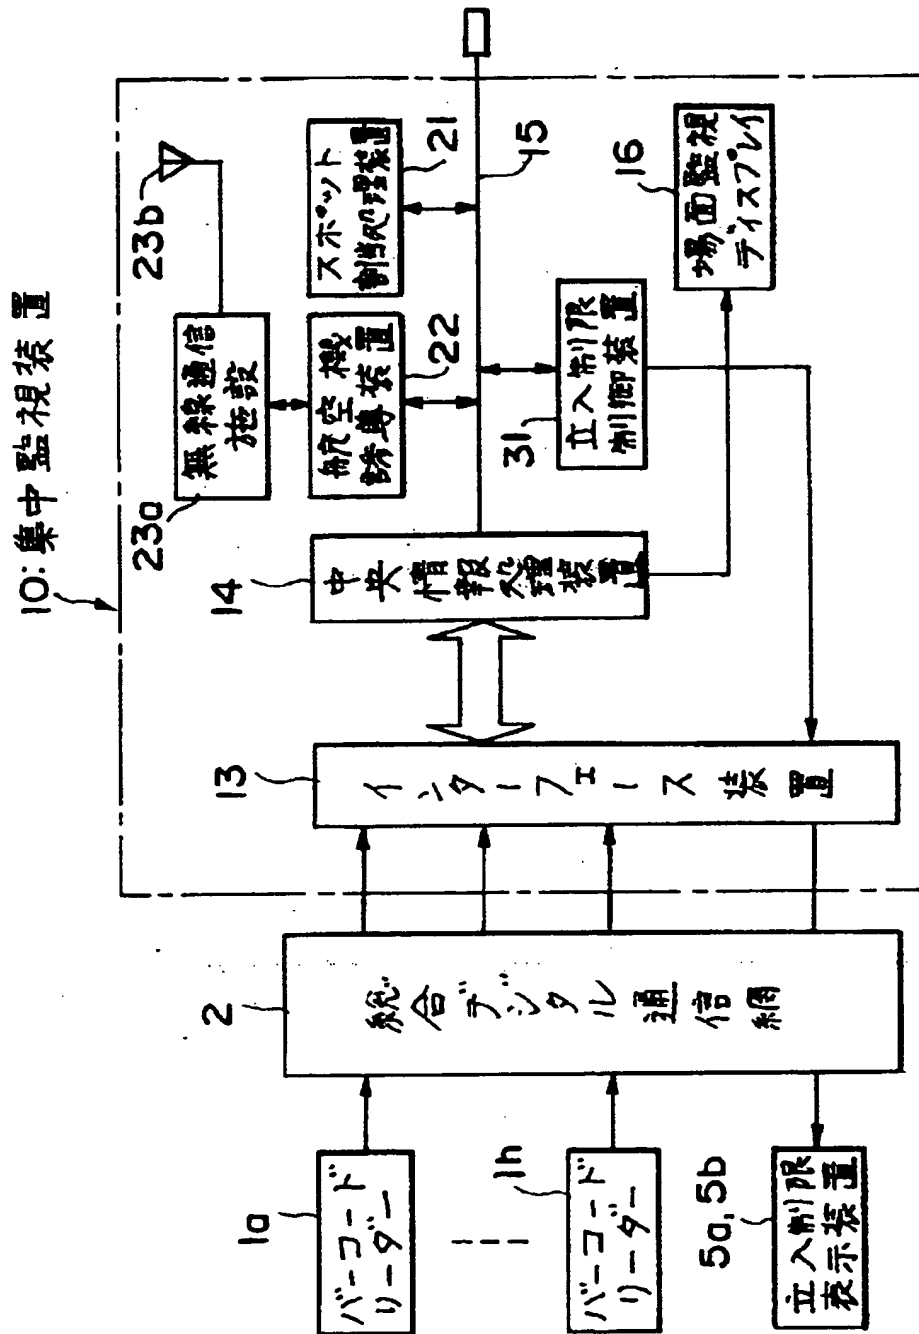 10:集中監視装置
23a
無線通信
施設
23b
航空機
誘導装置
22
スポット
割当処理装置
21
14
中央情報処理装置
15
31
立入制限
制御装置
16
場面監視
ディスプレイ
13
インターフェース装置
2
総合デジタル通信網
1a
バーコード
リーダー
1h
バーコード
リーダー
5a, 5b
立入制限
表示装置